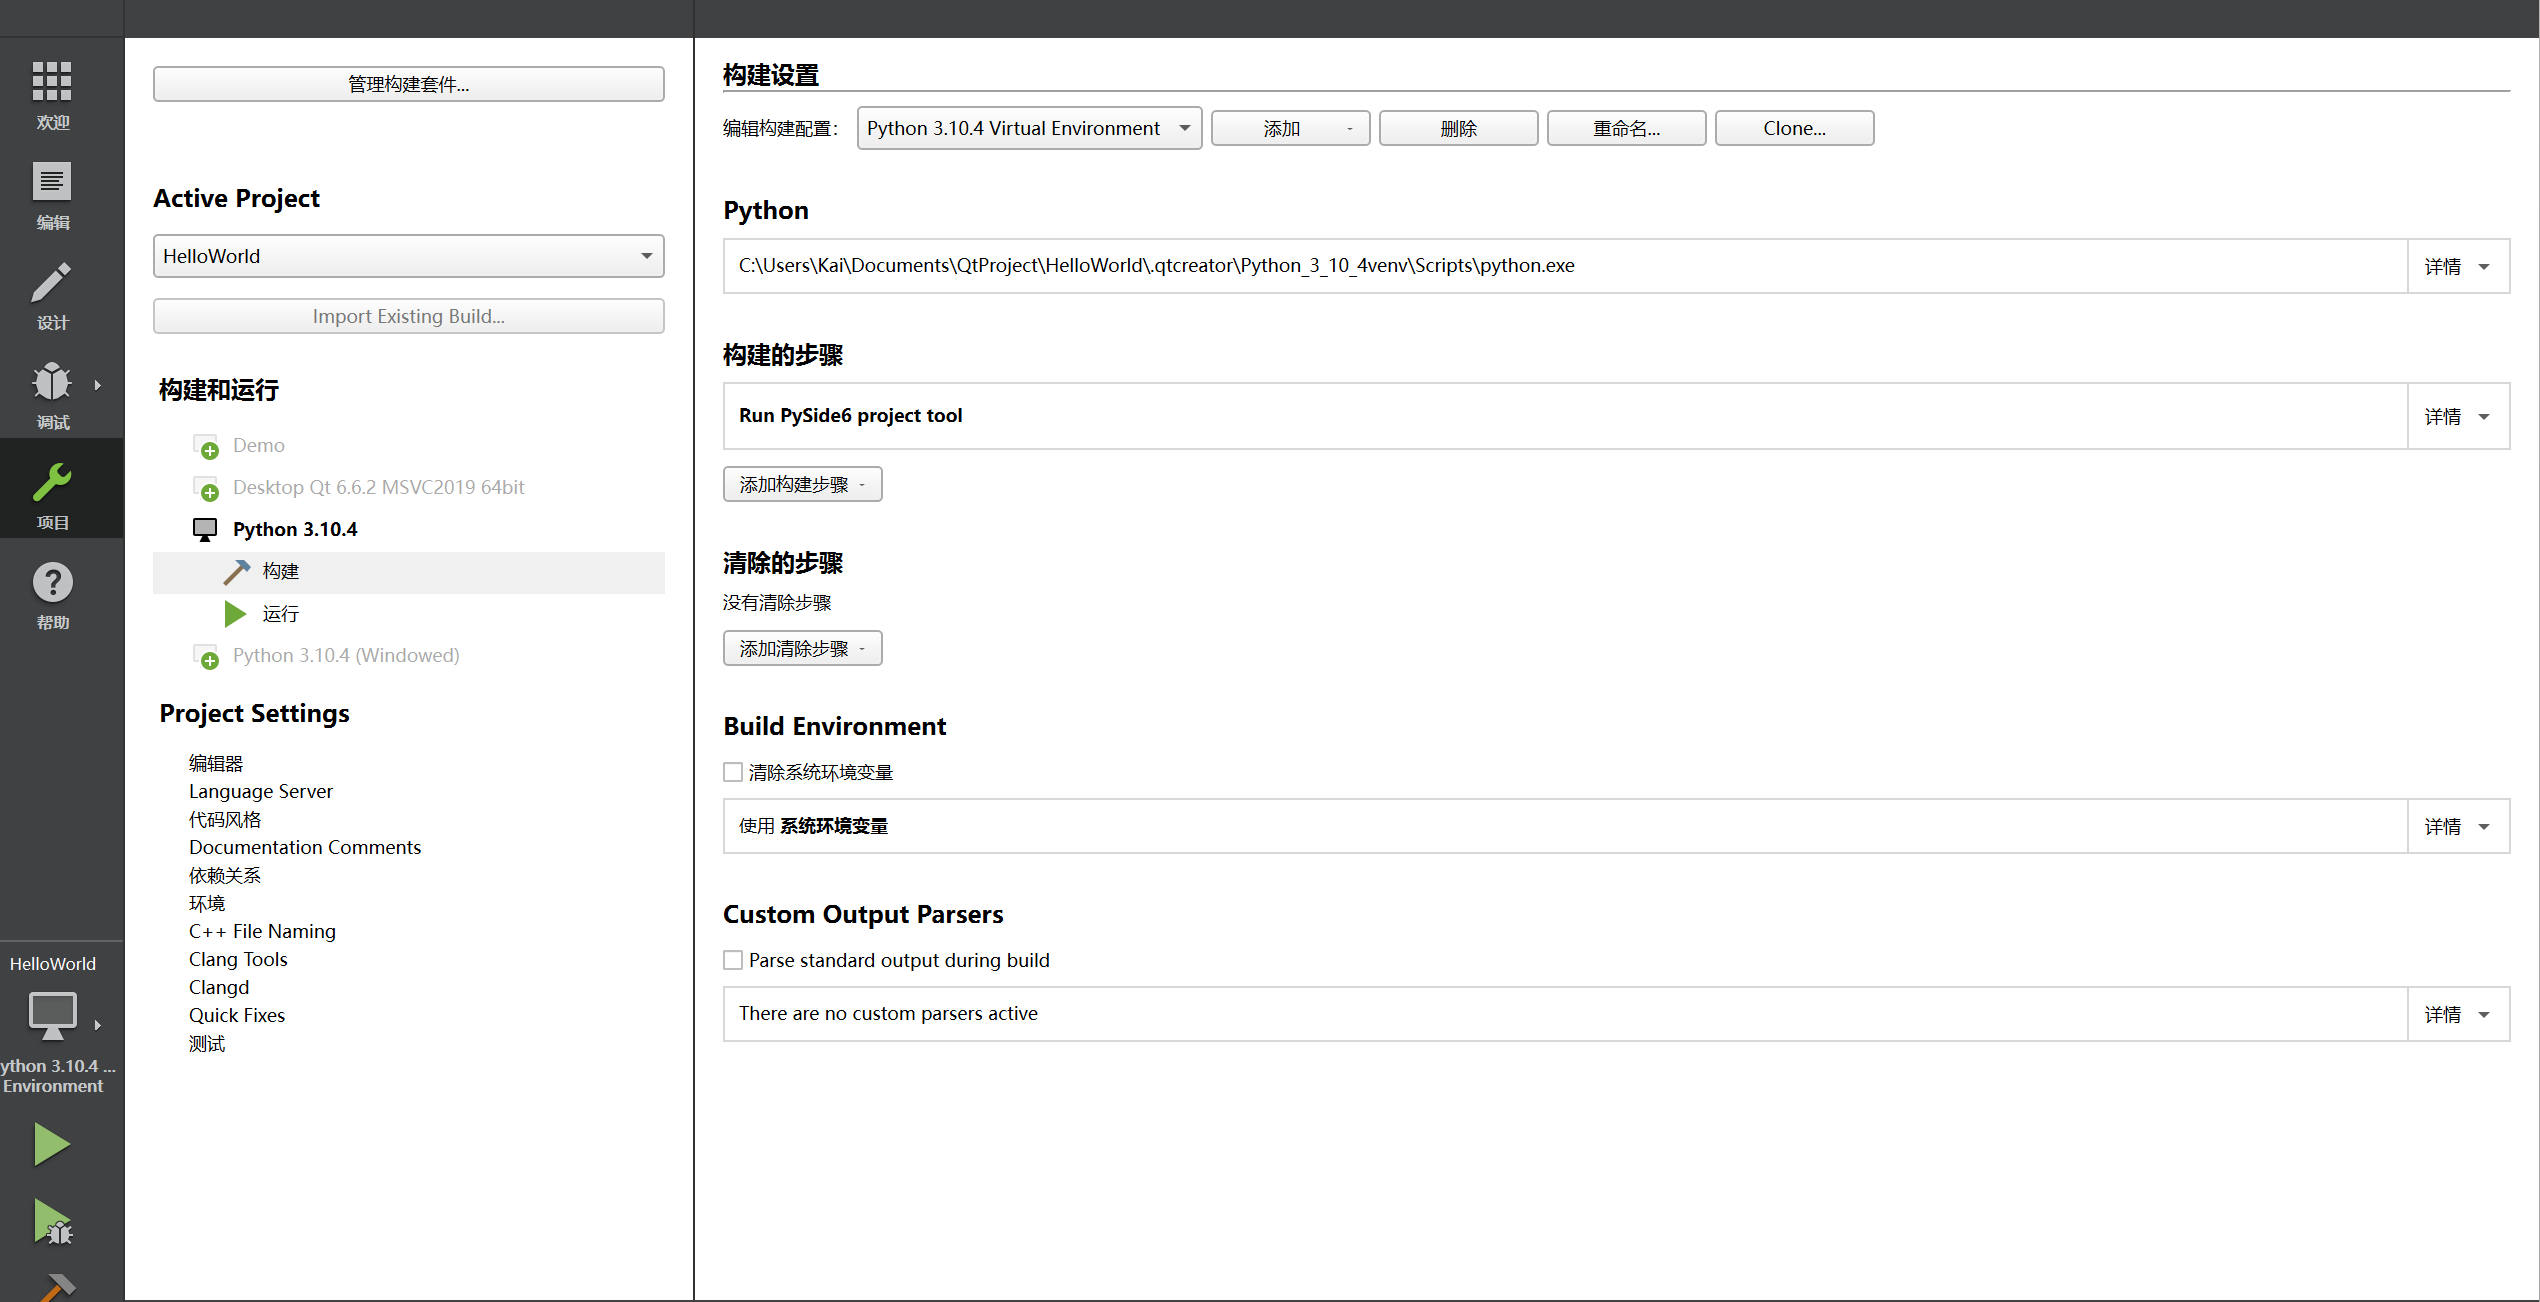 欢迎
编辑
设计
调试
项目
帮助
HelloWorld
ython 3.10.4 ...
Environment
管理构建套件...
Active Project
HelloWorld
Import Existing Build...
构建和运行
Demo
Desktop Qt 6.6.2 MSVC2019 64bit
Python 3.10.4
构建
运行
Python 3.10.4 (Windowed)
Project Settings
编辑器
Language Server
代码风格
Documentation Comments
依赖关系
环境
C++ File Naming
Clang Tools
Clangd
Quick Fixes
测试
构建设置
编辑构建配置： Python 3.10.4 Virtual Environment 添加 删除 重命名... Clone...
Python
C:\Users\Kai\Documents\QtProject\HelloWorld\.qtcreator\Python_3_10_4venv\Scripts\python.exe 详情
构建的步骤
Run PySide6 project tool 详情
添加构建步骤
清除的步骤
没有清除步骤
添加清除步骤
Build Environment
清除系统环境变量
使用 系统环境变量 详情
Custom Output Parsers
Parse standard output during build
There are no custom parsers active 详情